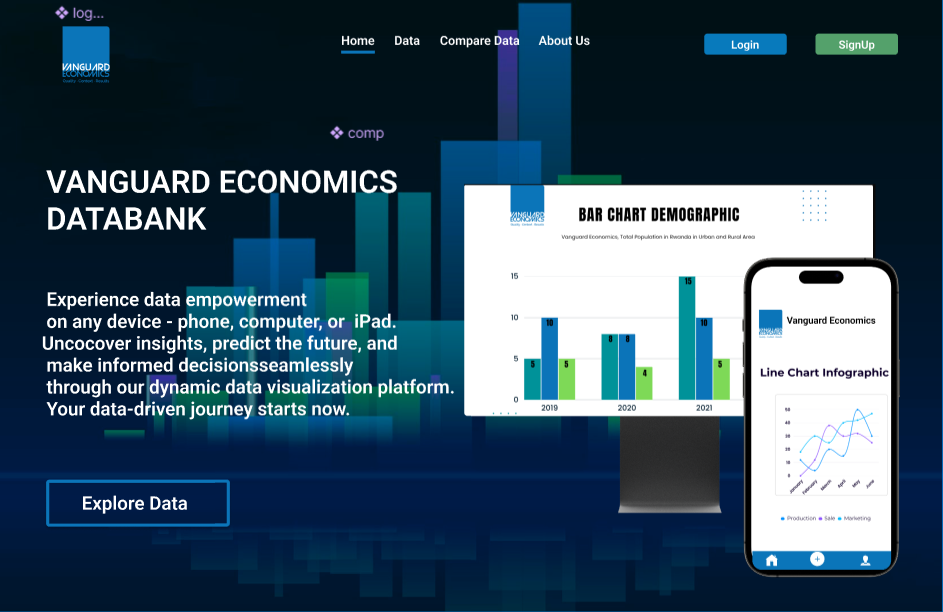 log...
VANGUARD
ECONOMICS
Home Data Compare Data About Us Login SignUp
comp
VANGUARD ECONOMICS
DATABANK
Experience data empowerment
on any device - phone, computer, or iPad.
Uncocover insights, predict the future, and
make informed decisionsseamlessly
through our dynamic data visualization platform.
Your data-driven journey starts now.
Explore Data
VANGUARD
ECONOMICS
BAR CHART DEMOGRAPHIC
Vanguard Economics, Total Population in Rwanda in Urban and Rural Area
15
10
5
0
5 10 5
8 8 4
15 10 5
2019 2020 2021
Vanguard Economics
Line Chart Infographic
50
40
30
20
10
0
January February March April May June
Production Sale Marketing